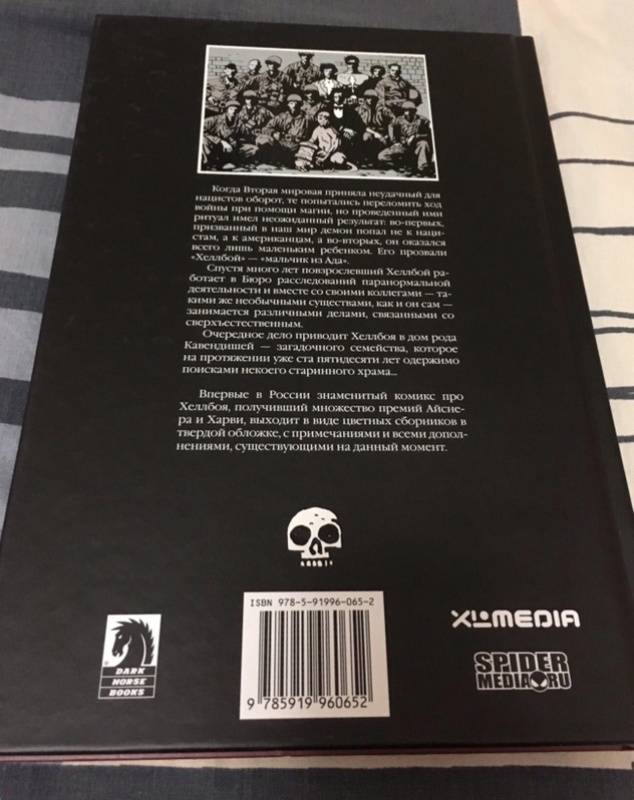 Когда Вторая мировая приняла неудачный для
нацистов оборот, те попытались переломить ход
войны при помощи магии, но проведенный ими
ритуал имел неожиданный результат: во-первых,
призванный в наш мир демон попал не к наци-
стам, а к американцам, а во-вторых, он оказался
всего лишь маленьким ребенком. Его прозвали
«Хеллбой» — «мальчик из Ада».
Спустя много лет повзрослевший Хеллбой ра-
ботает в Бюро расследований паранормальной
деятельности и вместе со своими коллегами — та-
кими же необычными существами, как и он сам —
занимается различными делами, связанными со
сверхъестественным.
Очередное дело приводит Хеллбоя в дом рода
Кавендишей — загадочного семейства, которое
на протяжении уже ста пятидесяти лет одержимо
поисками некоего старинного храма...
Впервые в России знаменитый комикс про
Хеллбоя, получивший множество премий Айсне-
ра и Харви, выходит в виде цветных сборников в
твердой обложке, с примечаниями и всеми допол-
нениями, существующими на данный момент.
ISBN 978-5-91996-065-2
9 785919 960652
DARK
HORSE
BOOKS
XLMEDIA
SPIDER
MEDIA.RU